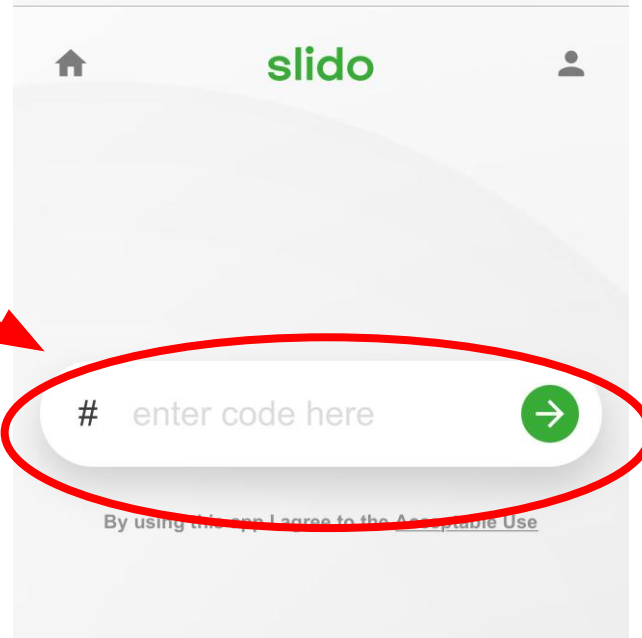 slido
# enter code here
By using this app I agree to the Acceptable Use